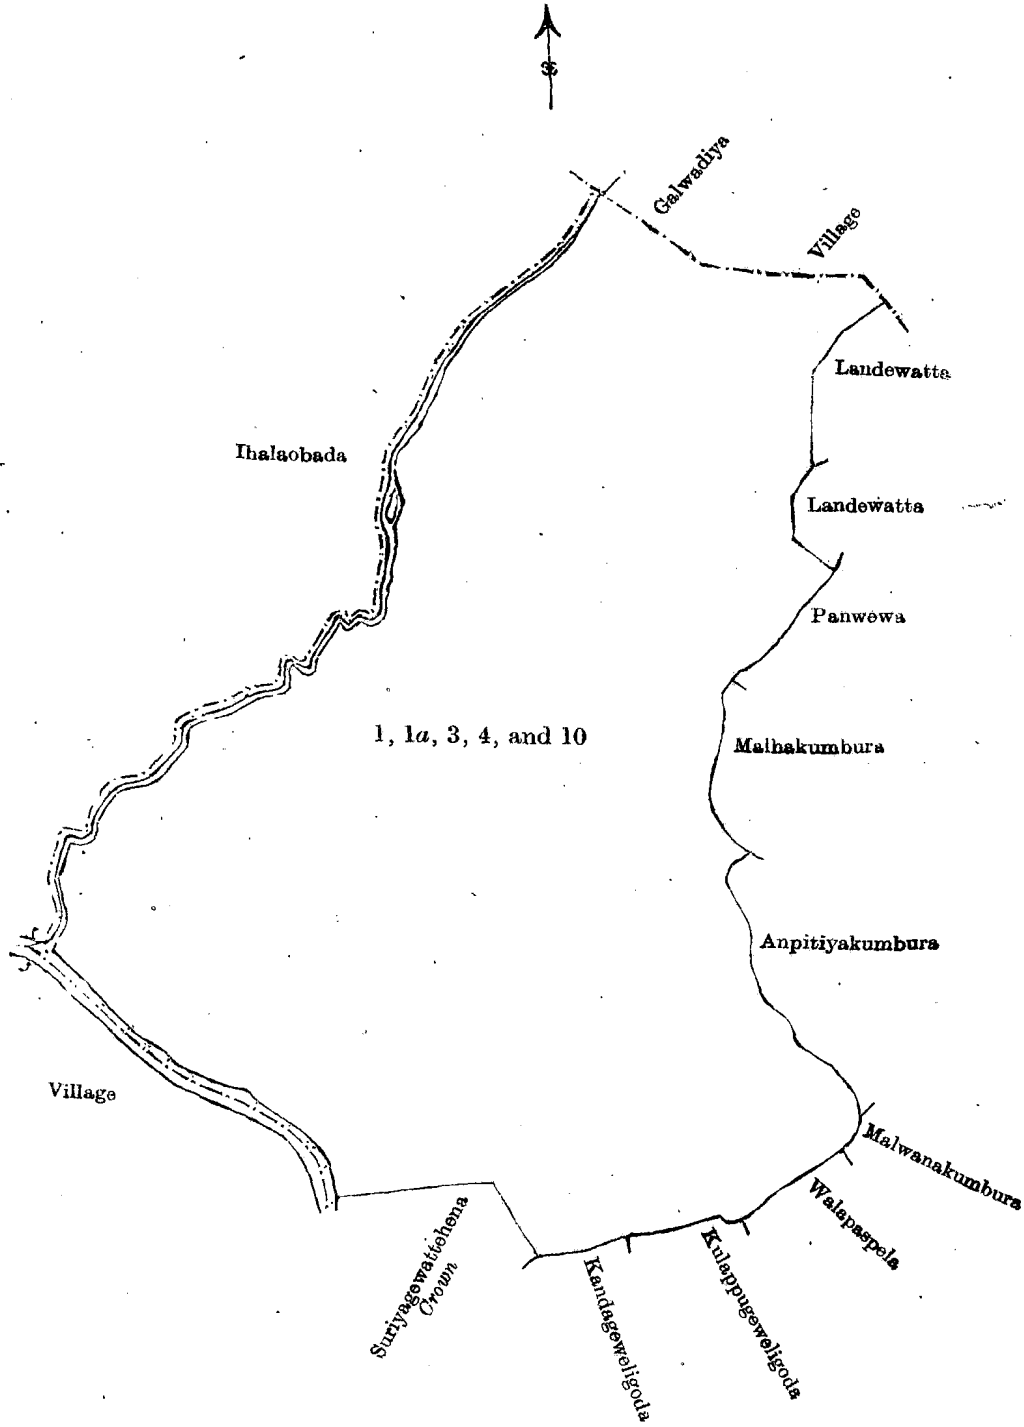 Galwadiya
Village
Landewatta
Ihalaobada
Landewatta
Panwewa
1, 1a, 3, 4, and 10
Malhakumbura
Anpitiyakumbura
Village
Malwanakumbura
Walapaspela
Suriyagewattehena
Crown
Kandageweligoda
Kulappugeweligoda